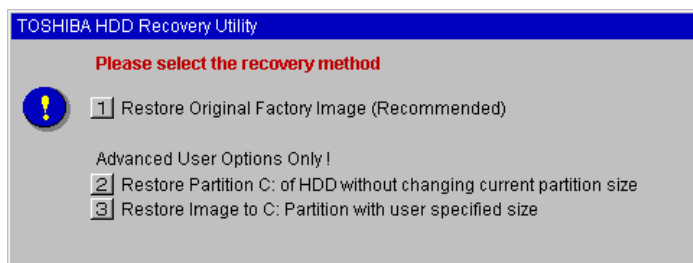 TOSHIBA HDD Recovery Utility
Please select the recovery method
! 1 Restore Original Factory Image (Recommended)
Advanced User Options Only !
2 Restore Partition C: of HDD without changing current partition size
3 Restore Image to C: Partition with user specified size